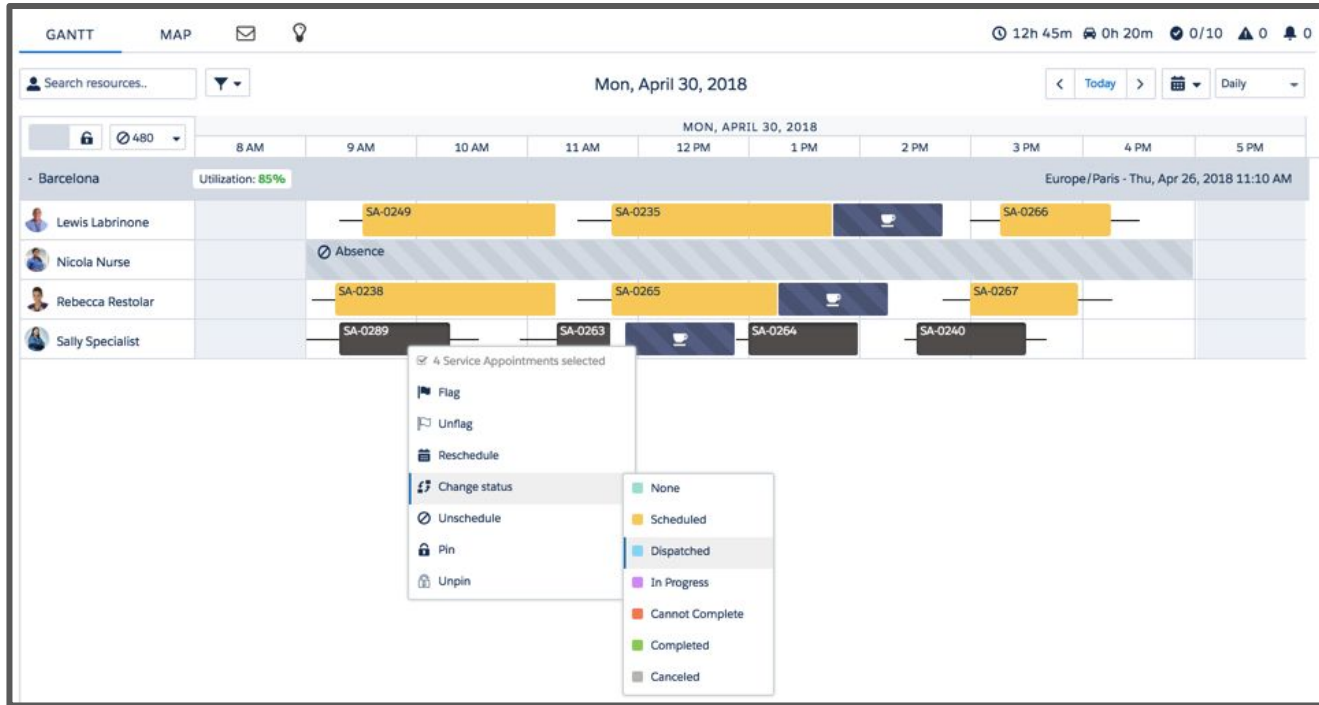 GANTT MAP 12h 45m 0h 20m 0/10 0 0
Search resources.. Mon, April 30, 2018 Today Daily
480 MON, APRIL 30, 2018
8 AM 9 AM 10 AM 11 AM 12 PM 1 PM 2 PM 3 PM 4 PM 5 PM
- Barcelona Utilization: 85% Europe/Paris - Thu, Apr 26, 2018 11:10 AM
Lewis Labrinone SA-0249 SA-0235 SA-0266
Nicola Nurse Absence
Rebecca Restolar SA-0238 SA-0265 SA-0267
Sally Specialist SA-0289 SA-0263 SA-0264 SA-0240
4 Service Appointments selected
Flag
Unflag
Reschedule
Change status
Unschedule
Pin
Unpin
None
Scheduled
Dispatched
In Progress
Cannot Complete
Completed
Canceled